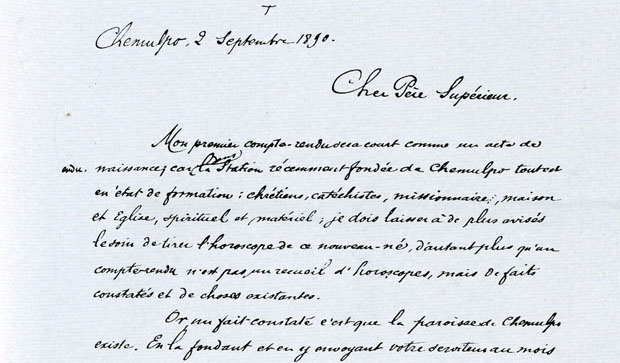 Chemulpo, 2 Septembre 1890.
Cher Père Supérieur.
Mon premier compte-rendu sera court comme un acte de
naissance; car dans la Station récemment fondée de Chemulpo tout est
en état de formation : chrétiens, catéchistes, missionnaire, maison
et Eglise, spirituel et matériel ; je dois laisser à de plus avisés
le soin de tirer l'horoscope de ce nouveau-né, d'autant plus qu'un
compte-rendu n'est pas un recueil d'horoscopes, mais de faits
constatés et de choses existantes.
Or, un fait constaté c'est que la paroisse de Chemulpo
existe. En la fondant et en y envoyant votre serviteur au mois